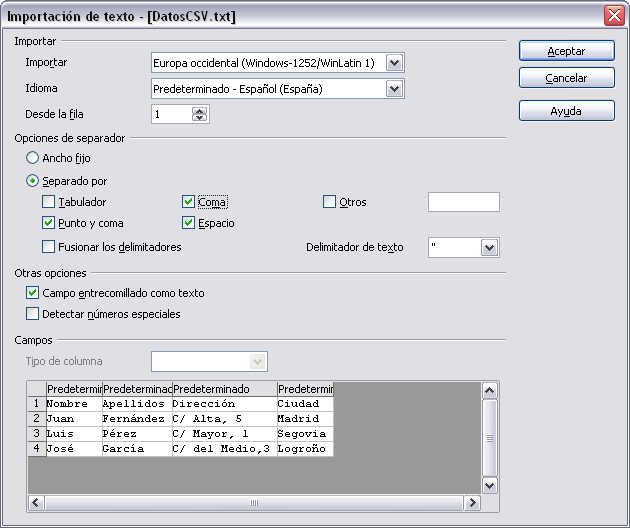 Importación de texto - [DatosCSV.txt]
Importar
Importar Europa occidental (Windows-1252/WinLatin 1)
Idioma Predeterminado - Español (España)
Desde la fila 1
Aceptar
Cancelar
Ayuda
Opciones de separador
Ancho fijo
Separado por
Tabulador Coma Otros
Punto y coma Espacio
Fusionar los delimitadores Delimitador de texto "
Otras opciones
Campo entrecomillado como texto
Detectar números especiales
Campos
Tipo de columna
Predetermin Predeterminad Predeterminado Predetermin
1 Nombre Apellidos Dirección Ciudad
2 Juan Fernández C/ Alta, 5 Madrid
3 Luis Pérez C/ Mayor, 1 Segovia
4 José García C/ del Medio,3 Logroño